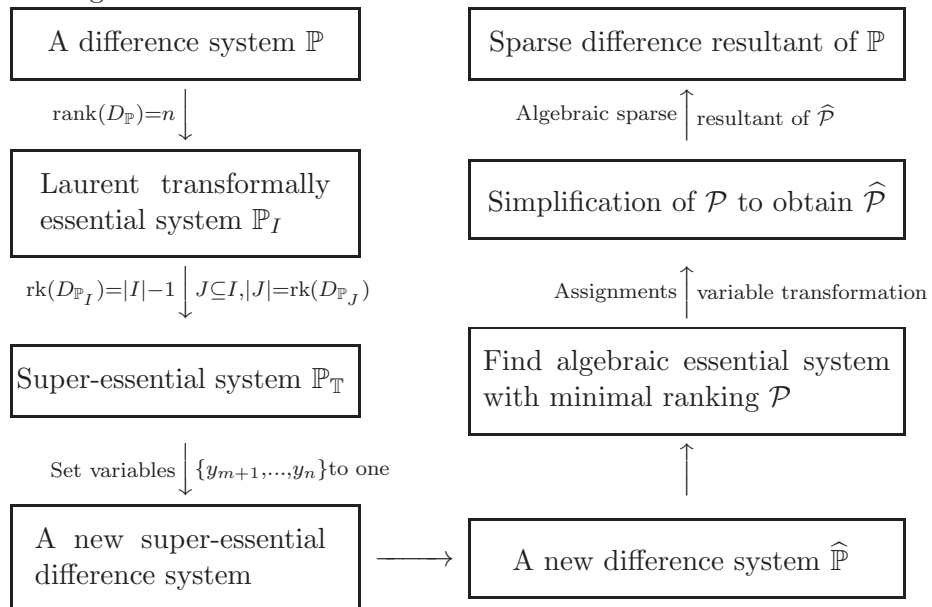 A difference system ℙ
rank(D_ℙ)=n
Laurent transformally
essential system ℙ_I
rk(D_{ℙ_I})=|I|−1 J⊆I,|J|=rk(D_{ℙ_J})
Super-essential system ℙ_𝕋
Set variables {y_{m+1},...,y_n}to one
A new super-essential
difference system
A new difference system ℙ̂
Find algebraic essential system
with minimal ranking 𝒫
Assignments variable transformation
Simplification of 𝒫 to obtain 𝒫̂
Algebraic sparse resultant of 𝒫̂
Sparse difference resultant of ℙ